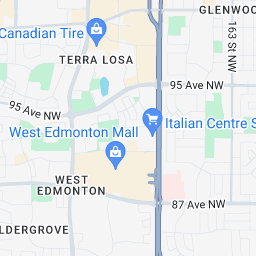 GLENWOO
Canadian Tire
163 St NW
TERRA LOSA
95 Ave NW
95 Ave NW
West Edmonton Mall
Italian Centre S
WEST
EDMONTON
87 Ave NW
LDERGROVE